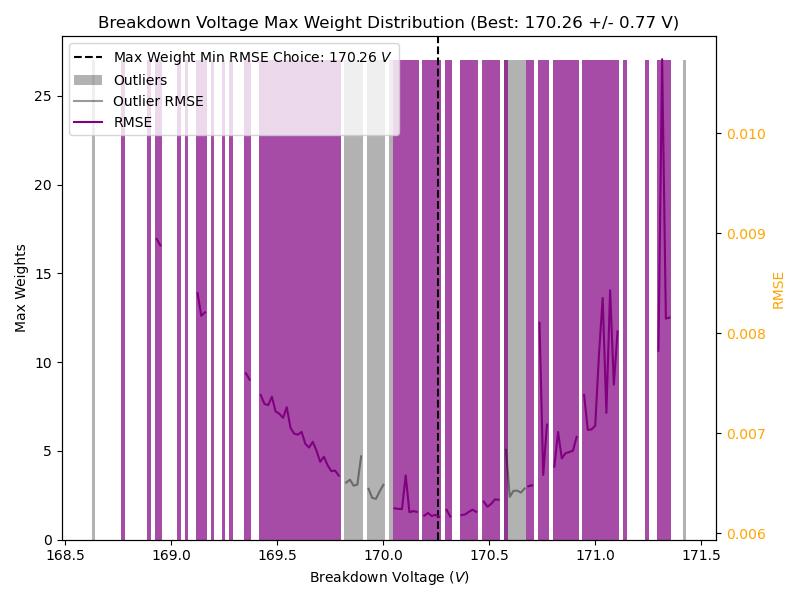 Breakdown Voltage Max Weight Distribution (Best: 170.26 +/- 0.77 V)
Max Weight Min RMSE Choice: 170.26 V
Outliers
Outlier RMSE
RMSE
25
20
15
10
5
0
Max Weights
0.010
0.009
0.008
0.007
0.006
RMSE
168.5 169.0 169.5 170.0 170.5 171.0 171.5
Breakdown Voltage (V)